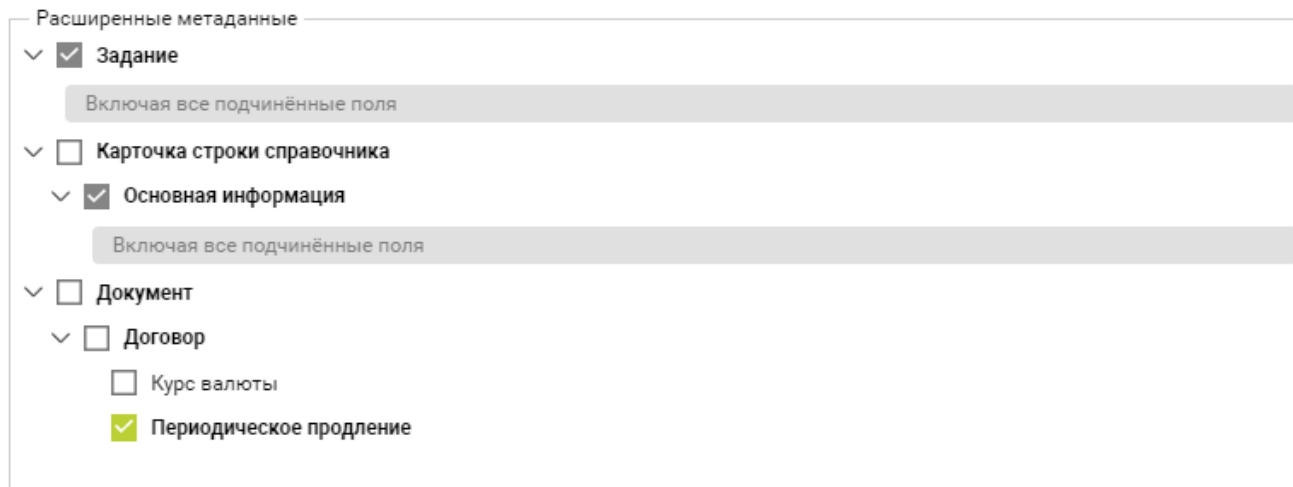 Расширенные метаданные
Задание
Включая все подчинённые поля
Карточка строки справочника
Основная информация
Включая все подчинённые поля
Документ
Договор
Курс валюты
Периодическое продление